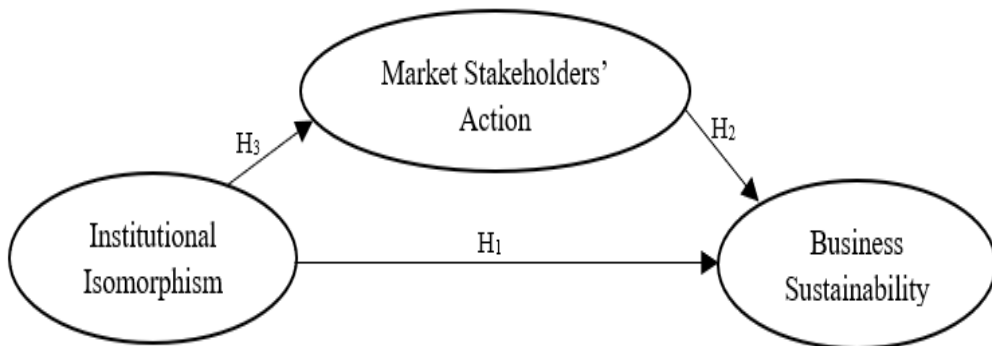 Market Stakeholders’
Action
H₃
H₂
Institutional
Isomorphism
H₁
Business
Sustainability